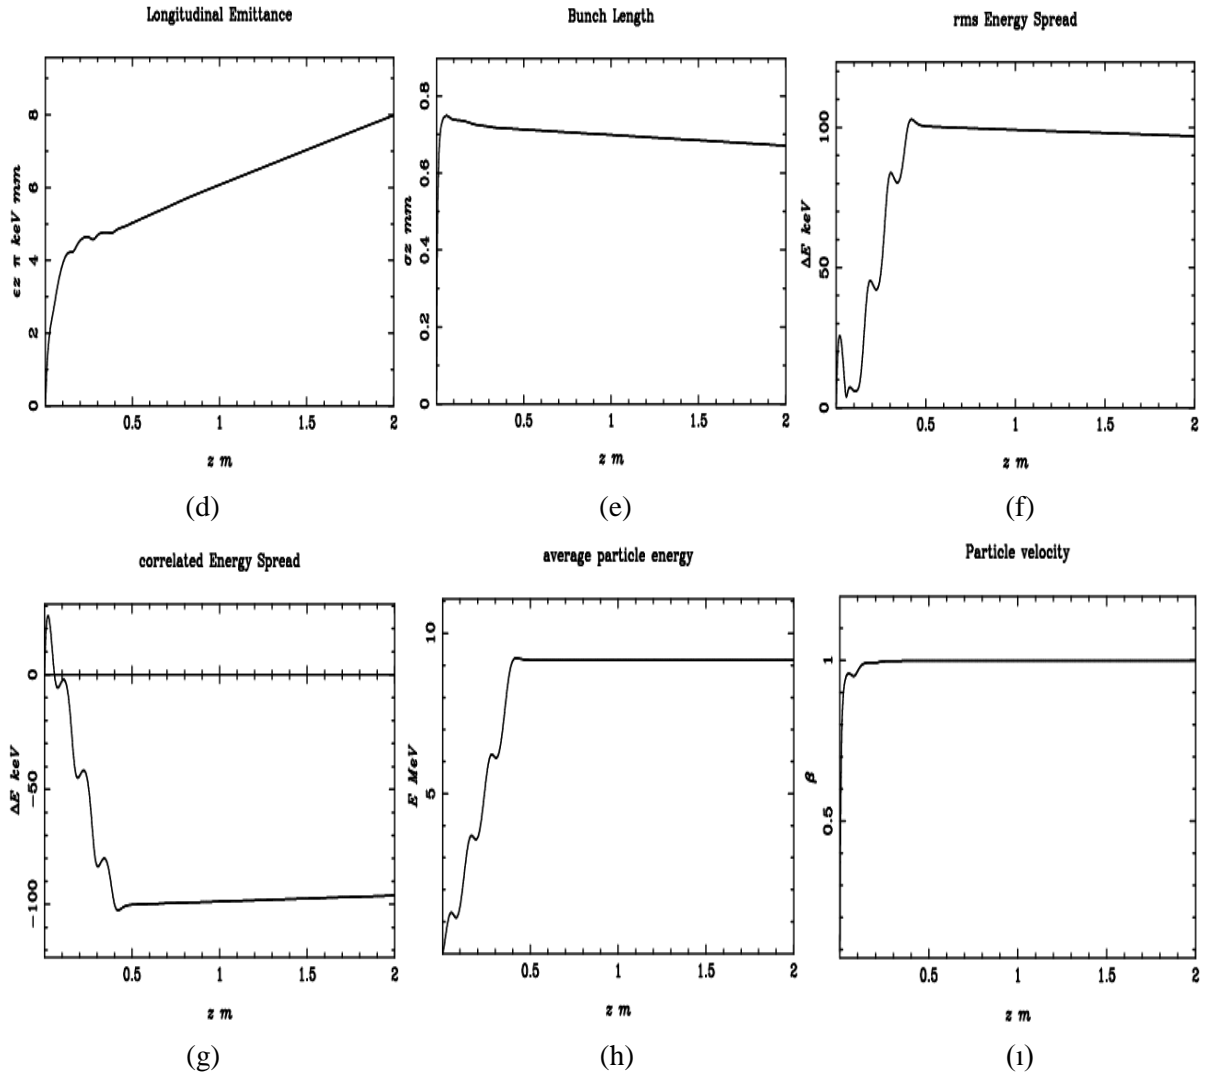 Longitudinal Emittance
Bunch Length
rms Energy Spread
εz π keV mm
0 2 4 6 8
0.5 1 1.5 2
z m
σz mm
0 0.2 0.4 0.6 0.8
0.5 1 1.5 2
z m
ΔE keV
0 50 100
0.5 1 1.5 2
z m
(d)
(e)
(f)
correlated Energy Spread
average particle energy
Particle velocity
ΔE keV
−100 −50 0
0.5 1 1.5 2
z m
E MeV
5 10
0.5 1 1.5 2
z m
β
0.5 1
0.5 1 1.5 2
z m
(g)
(h)
(ı)